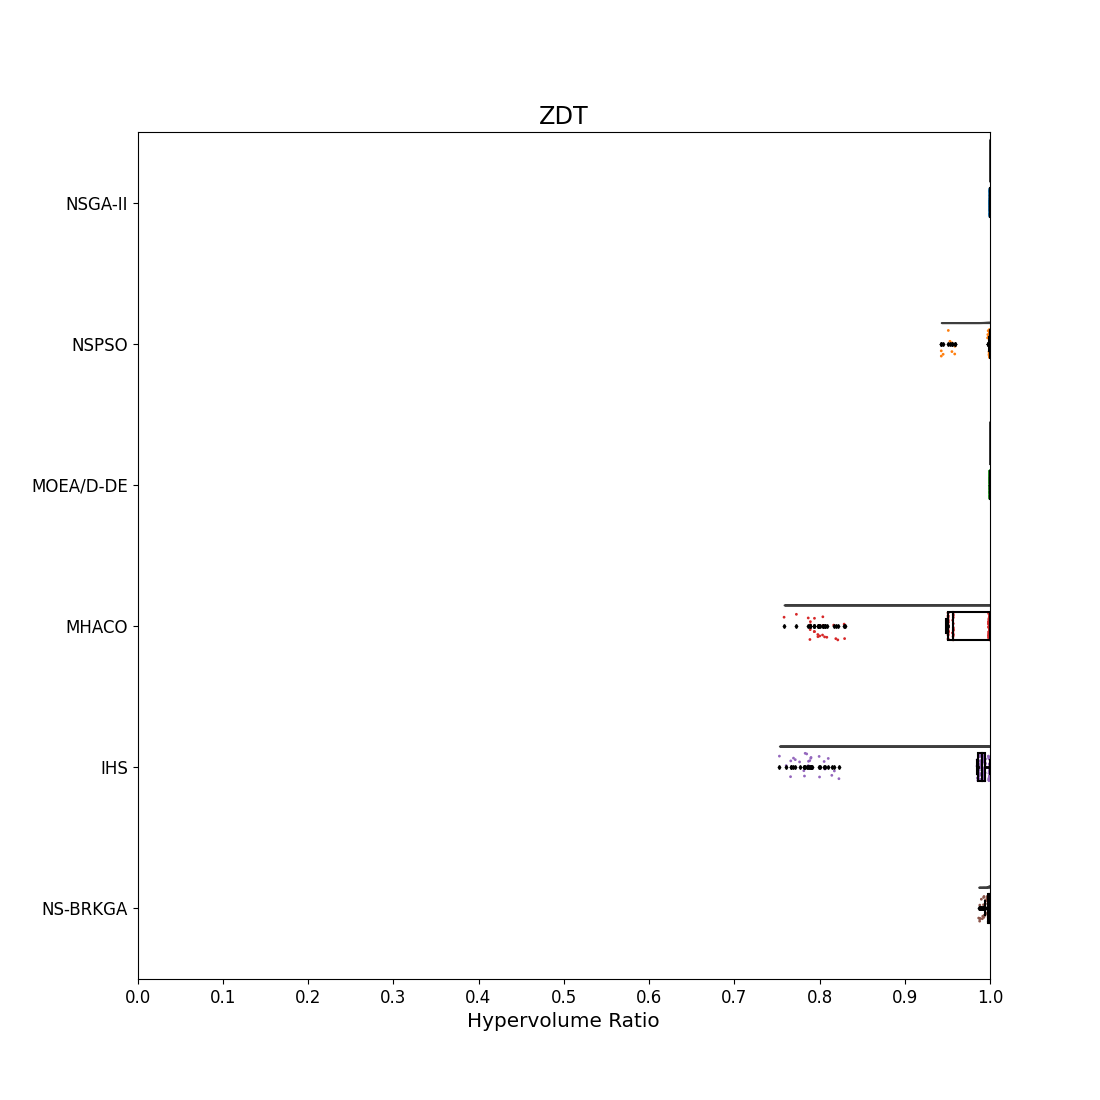 ZDT
NSGA-II
NSPSO
MOEA/D-DE
MHACO
IHS
NS-BRKGA
0.0 0.1 0.2 0.3 0.4 0.5 0.6 0.7 0.8 0.9 1.0
Hypervolume Ratio